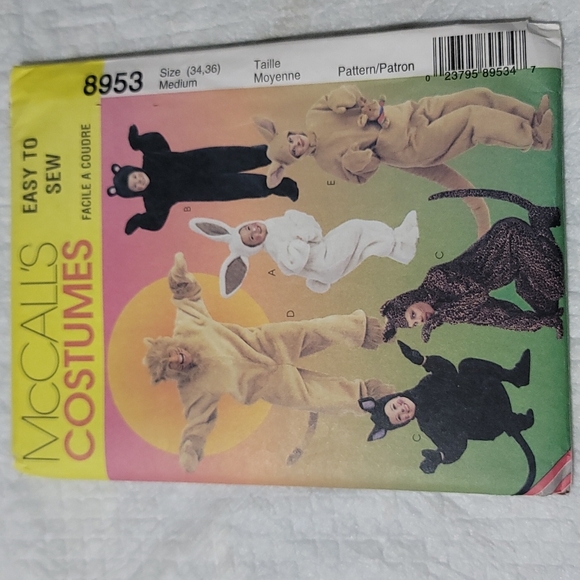 8953
Size (34,36)
Medium
Taille
Moyenne
Pattern/Patron
0 23795 89534 7
McCALL'S
COSTUMES
EASY TO
SEW
FACILE A COUDRE
B
E
A
D
C
C